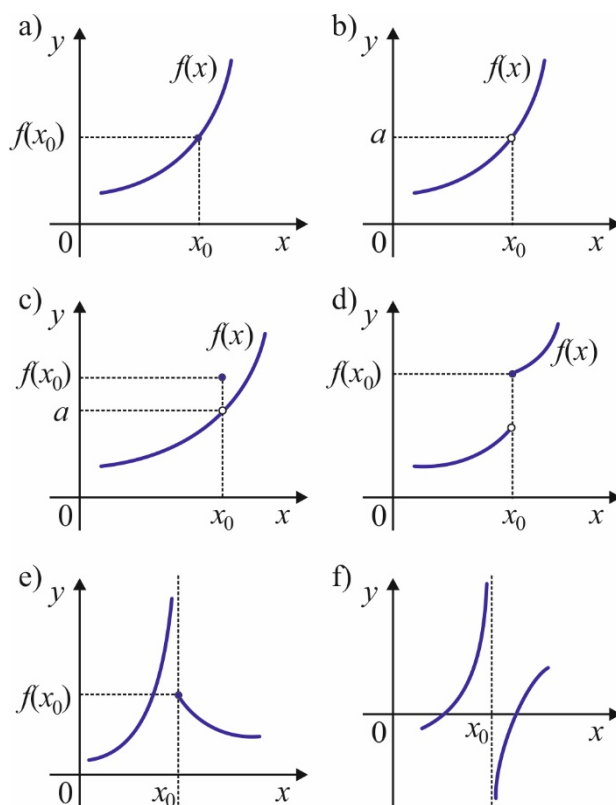 a)
y
f(x)
f(x₀)
0
x₀
x
b)
y
f(x)
a
0
x₀
x
c)
y
f(x)
f(x₀)
a
0
x₀
x
d)
y
f(x₀)
f(x)
0
x₀
x
e)
y
f(x₀)
0
x₀
x
f)
y
x₀
x
0